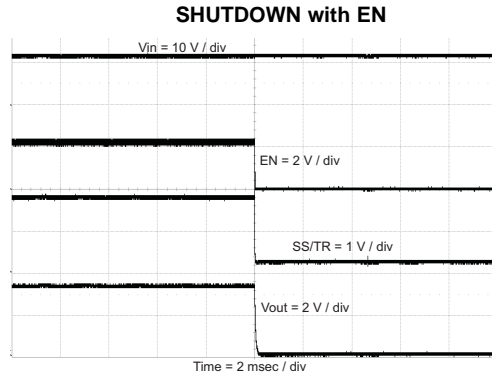 SHUTDOWN with EN
Vin = 10 V / div
EN = 2 V / div
SS/TR = 1 V / div
Vout = 2 V / div
Time = 2 msec / div